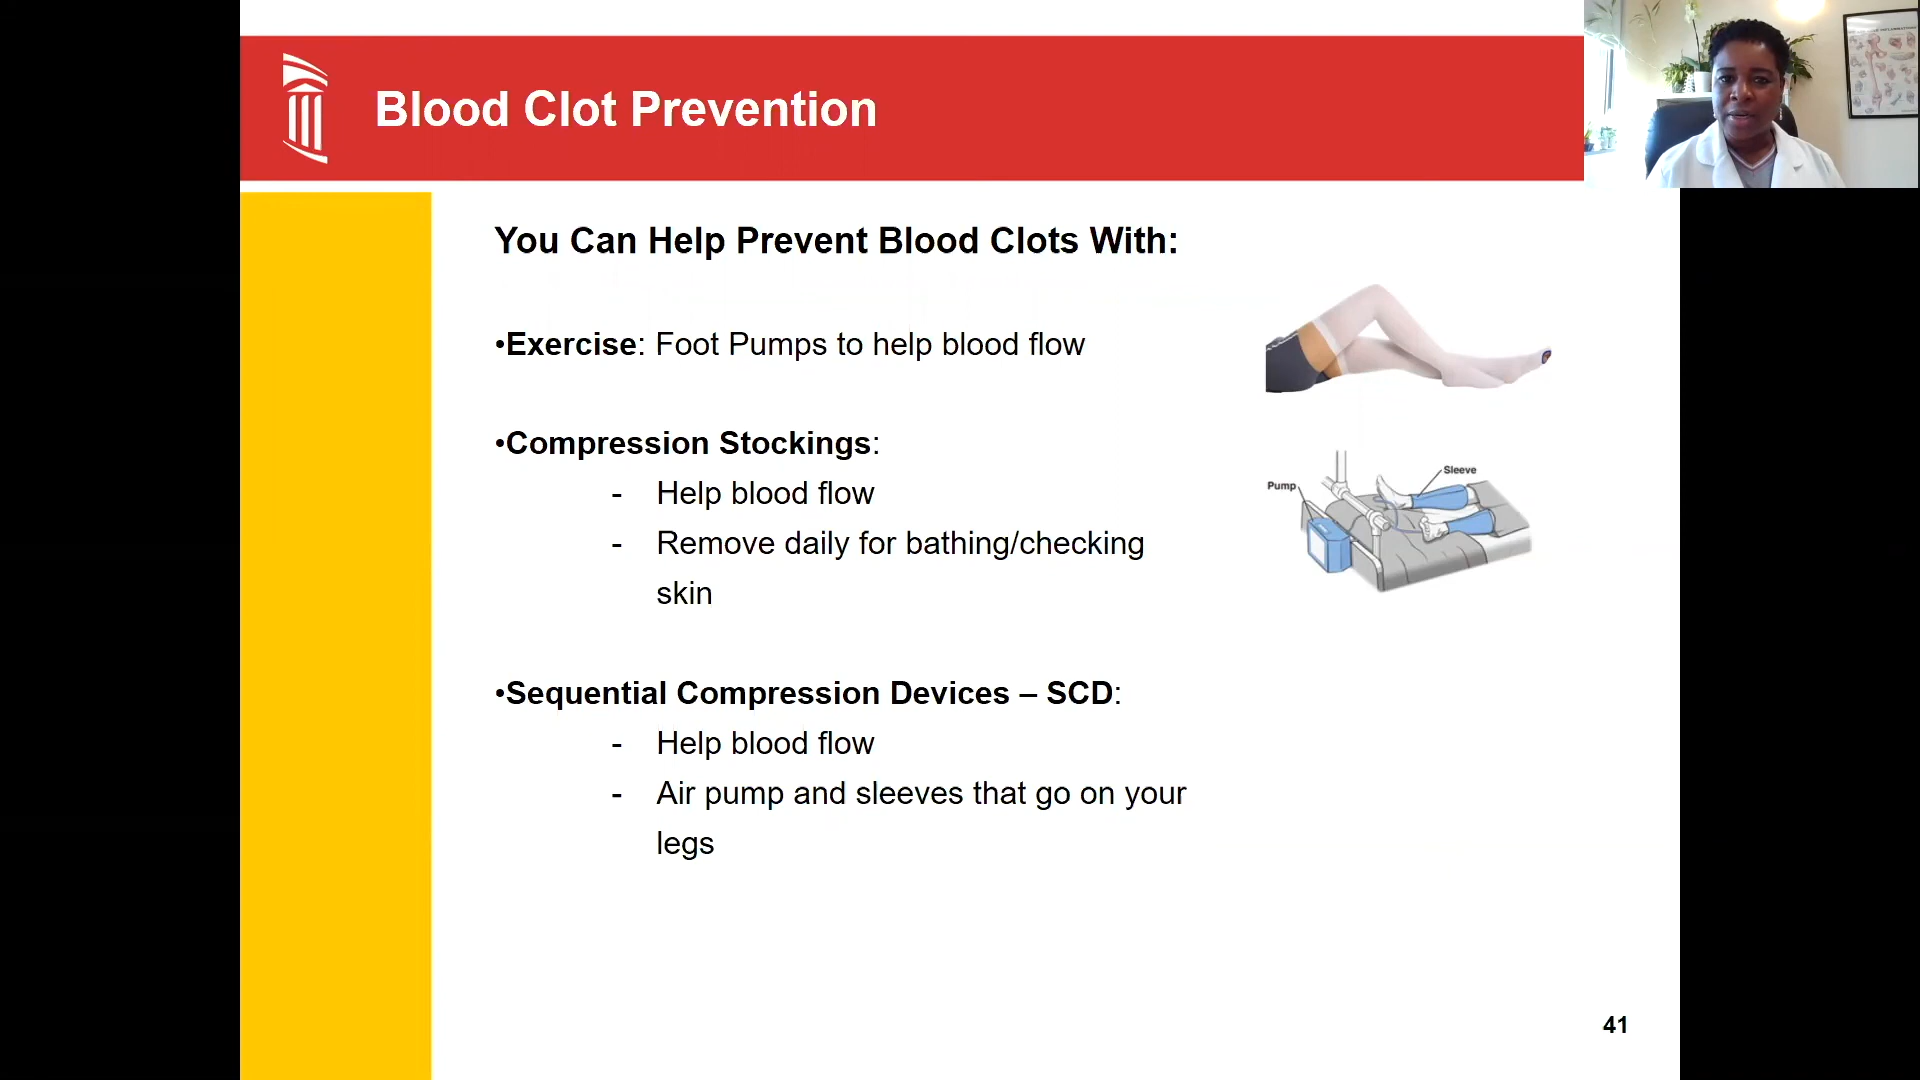 Blood Clot Prevention
You Can Help Prevent Blood Clots With:
•Exercise: Foot Pumps to help blood flow
•Compression Stockings:
- Help blood flow
- Remove daily for bathing/checking
skin
Sleeve
Pump
•Sequential Compression Devices – SCD:
- Help blood flow
- Air pump and sleeves that go on your
legs
41